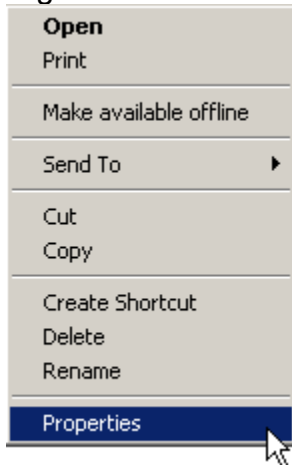 Open
Print
Make available offline
Send To
Cut
Copy
Create Shortcut
Delete
Rename
Properties